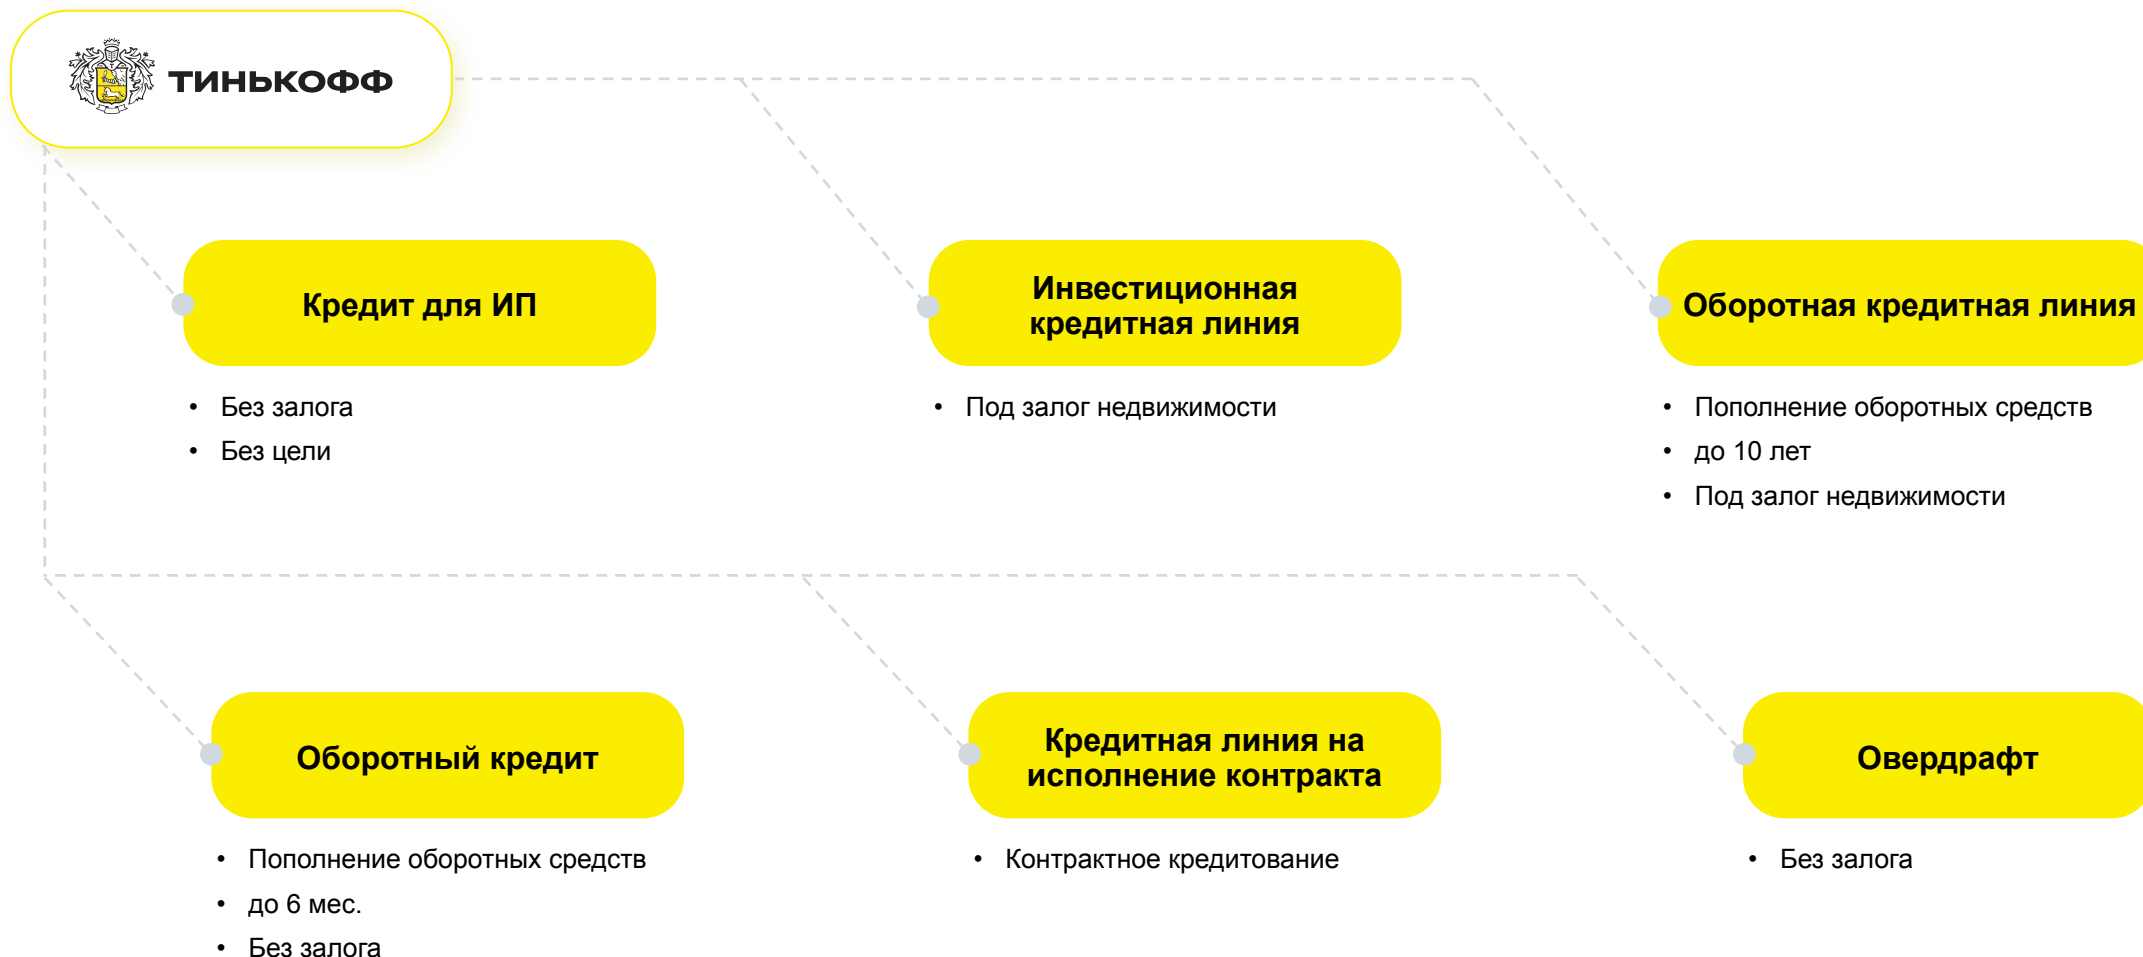 ТИНЬКОФФ
Кредит для ИП
• Без залога
• Без цели
Инвестиционная
кредитная линия
• Под залог недвижимости
Оборотная кредитная линия
• Пополнение оборотных средств
• до 10 лет
• Под залог недвижимости
Оборотный кредит
• Пополнение оборотных средств
• до 6 мес.
• Без залога
Кредитная линия на
исполнение контракта
• Контрактное кредитование
Овердрафт
• Без залога